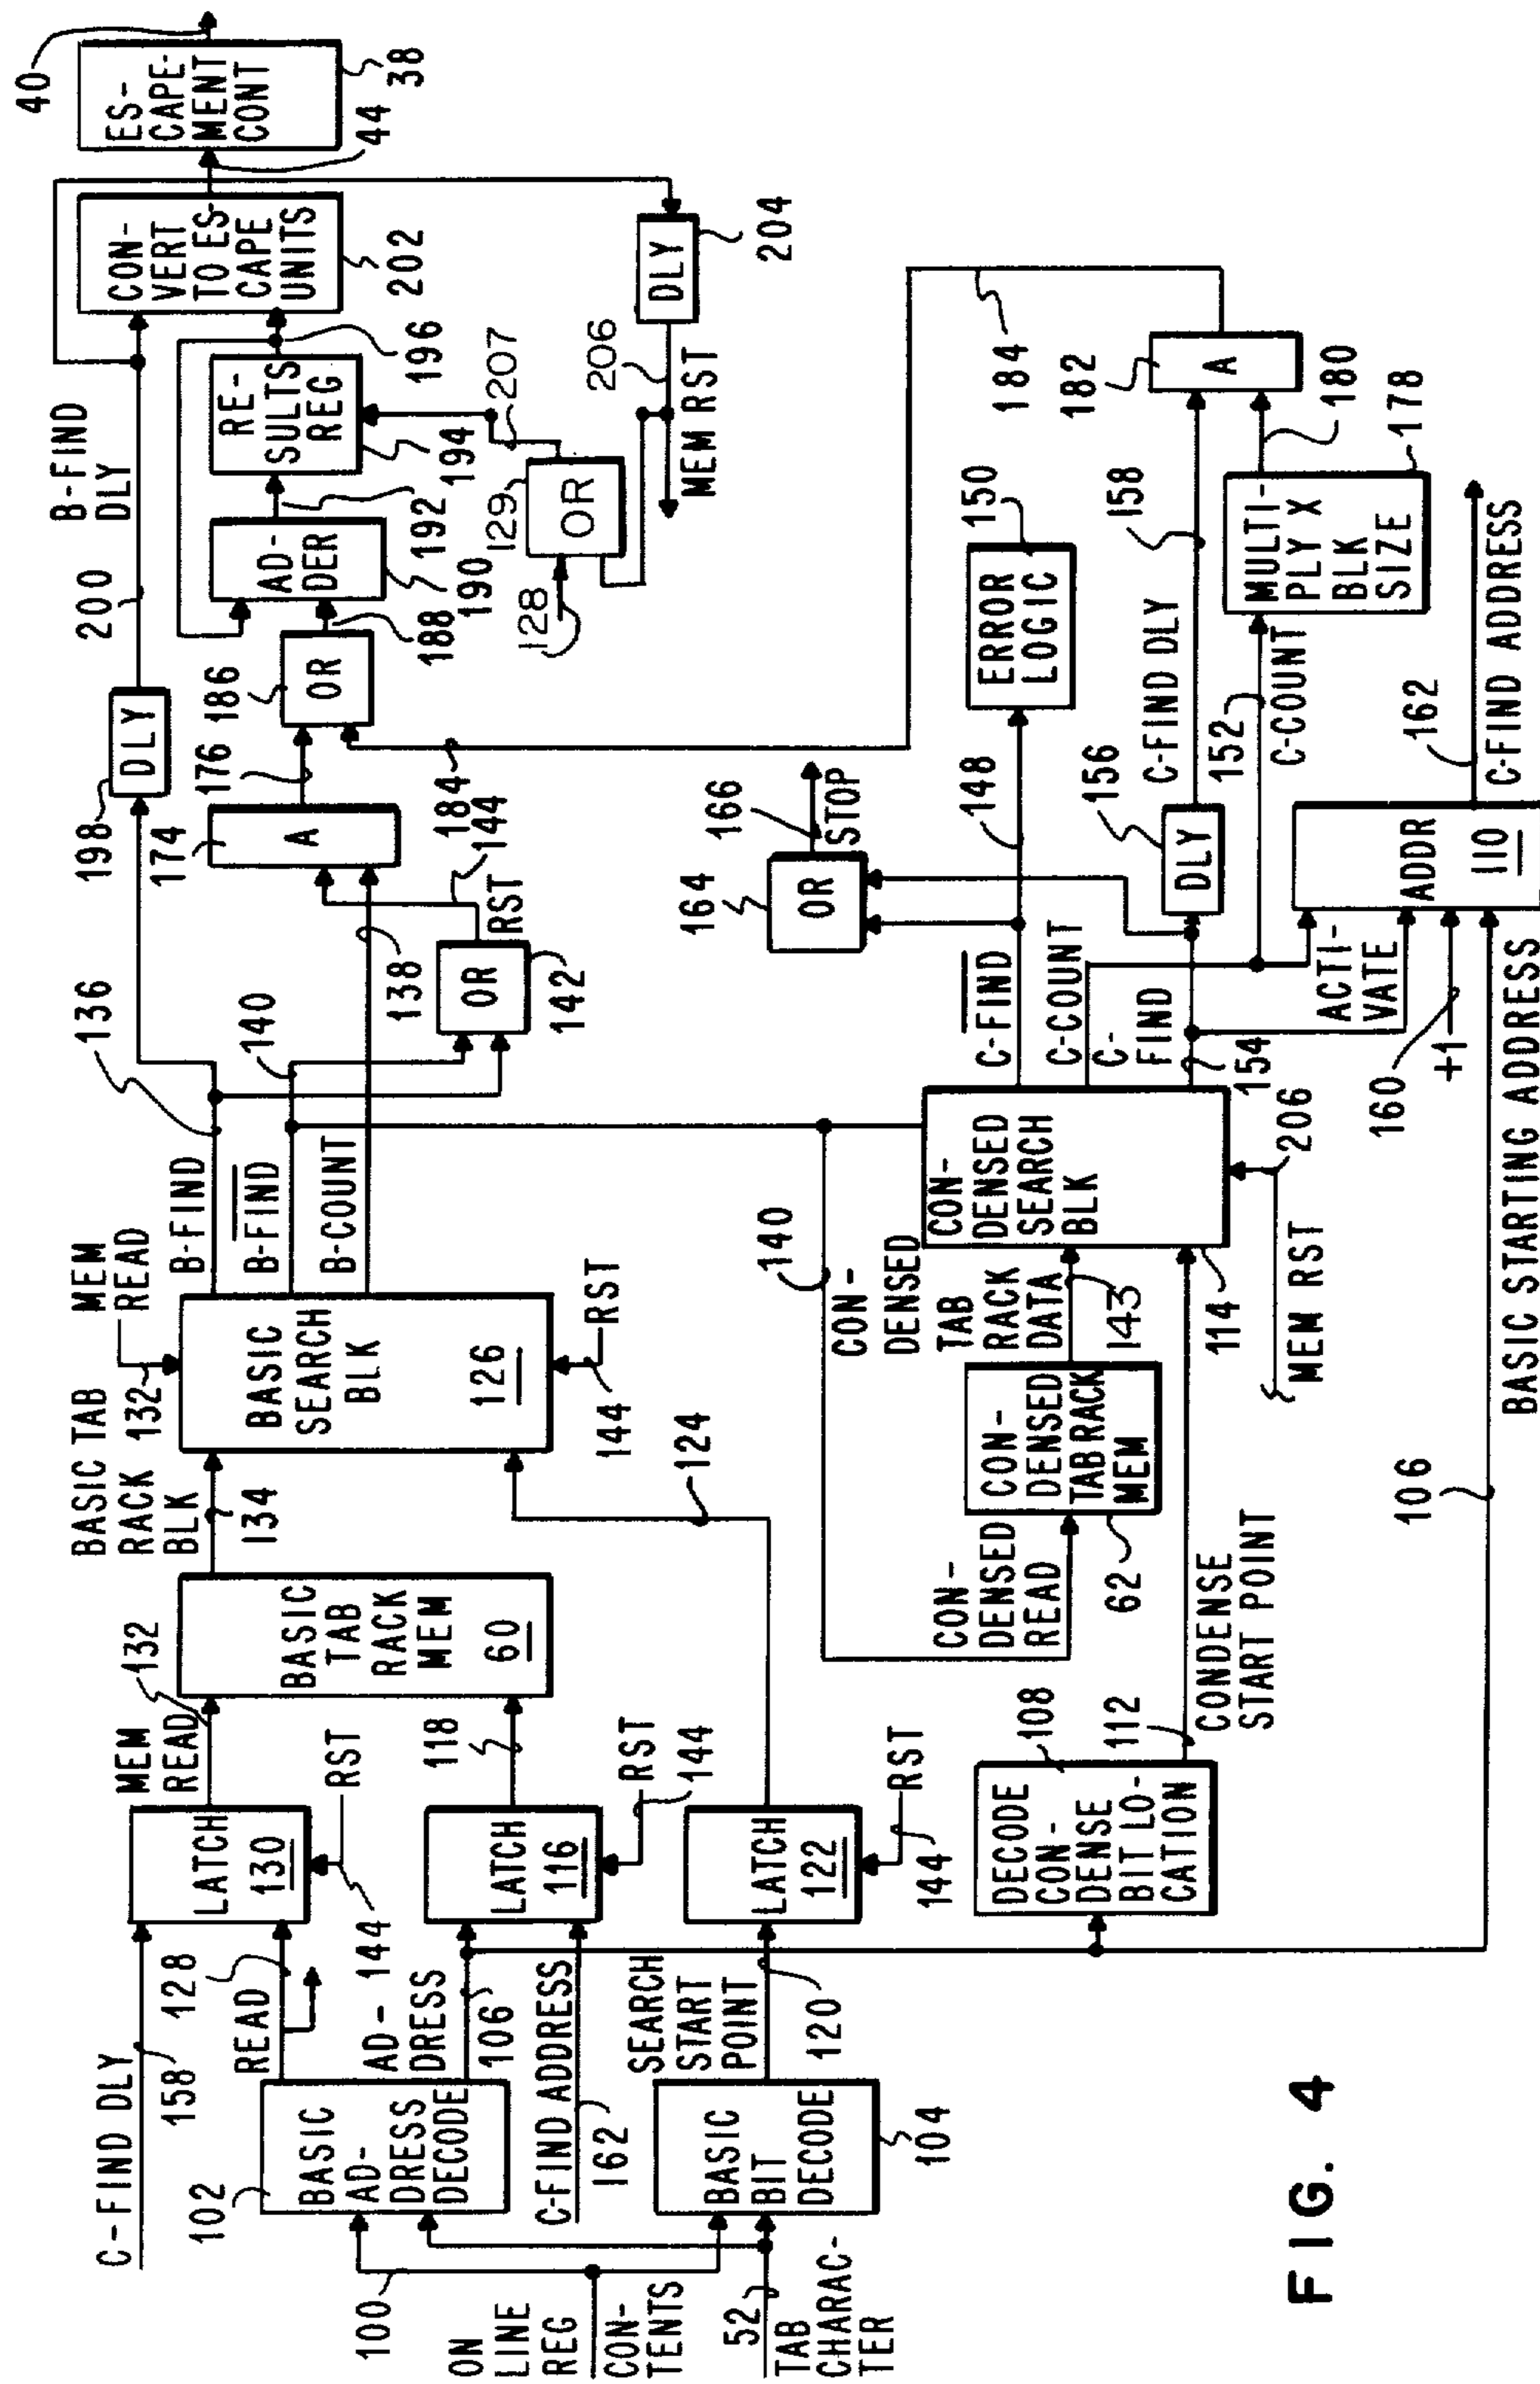 C-FIND DLY
158
READ
128
LATCH
130
144
RST
MEM
READ
132
102
BASIC
AD-
DRESS
DECODE
AD-
DRESS
106
C-FIND ADDRESS
162
LATCH
116
118
RST
144
100
ON
LINE
REG
CON-
TENTS
52
TAB
CHARAC-
TER
BASIC
BIT
DECODE
104
SEARCH
START
POINT
120
LATCH
122
144
RST
124
BASIC
TAB
RACK
MEM
60
BASIC TAB
RACK
BLK
134
MEM
READ
132
BASIC
SEARCH
BLK
126
144
RST
B-FIND
B-FIND
B-COUNT
136
140
138
OR
142
RST
144
184
198
DLY
174
A
176
186
OR
188
200
B-FIND
DLY
AD-
DER
190
192
RE-
SULTS
REG
194
196
CON-
VERT
TO ES-
CAPE
UNITS
202
44
ES-
CAPE-
MENT
CONT
38
40
128
129
OR
207
206
MEM RST
DLY
204
DECODE
CON-
DENSE
BIT LO-
CATION
108
112
CONDENSE
START POINT
CON-
DENSED
READ
62
CON-
DENSED
TAB RACK
MEM
140
CON-
DENSED
TAB
RACK
DATA
143
CON-
DENSED
SEARCH
BLK
114
MEM RST
206
C-FIND
C-COUNT
C-
FIND
154
164
OR
166
STOP
148
ERROR
LOGIC
150
156
DLY
C-FIND DLY
158
152
C-COUNT
MULTI-
PLY X
BLK
SIZE
178
180
182
A
184
ACTI-
VATE
160
+1
ADDR
110
162
C-FIND ADDRESS
106
BASIC STARTING ADDRESS
FIG. 4